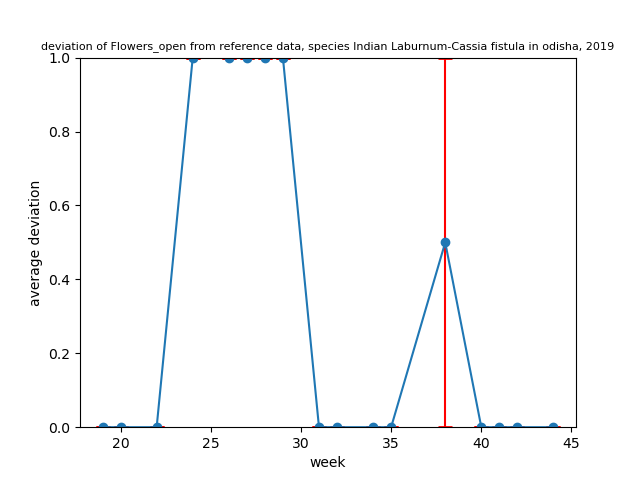 deviation of Flowers_open from reference data, species Indian Laburnum-Cassia fistula in odisha, 2019
1.0
0.8
0.6
0.4
0.2
0.0
average deviation
20 25 30 35 40 45
week